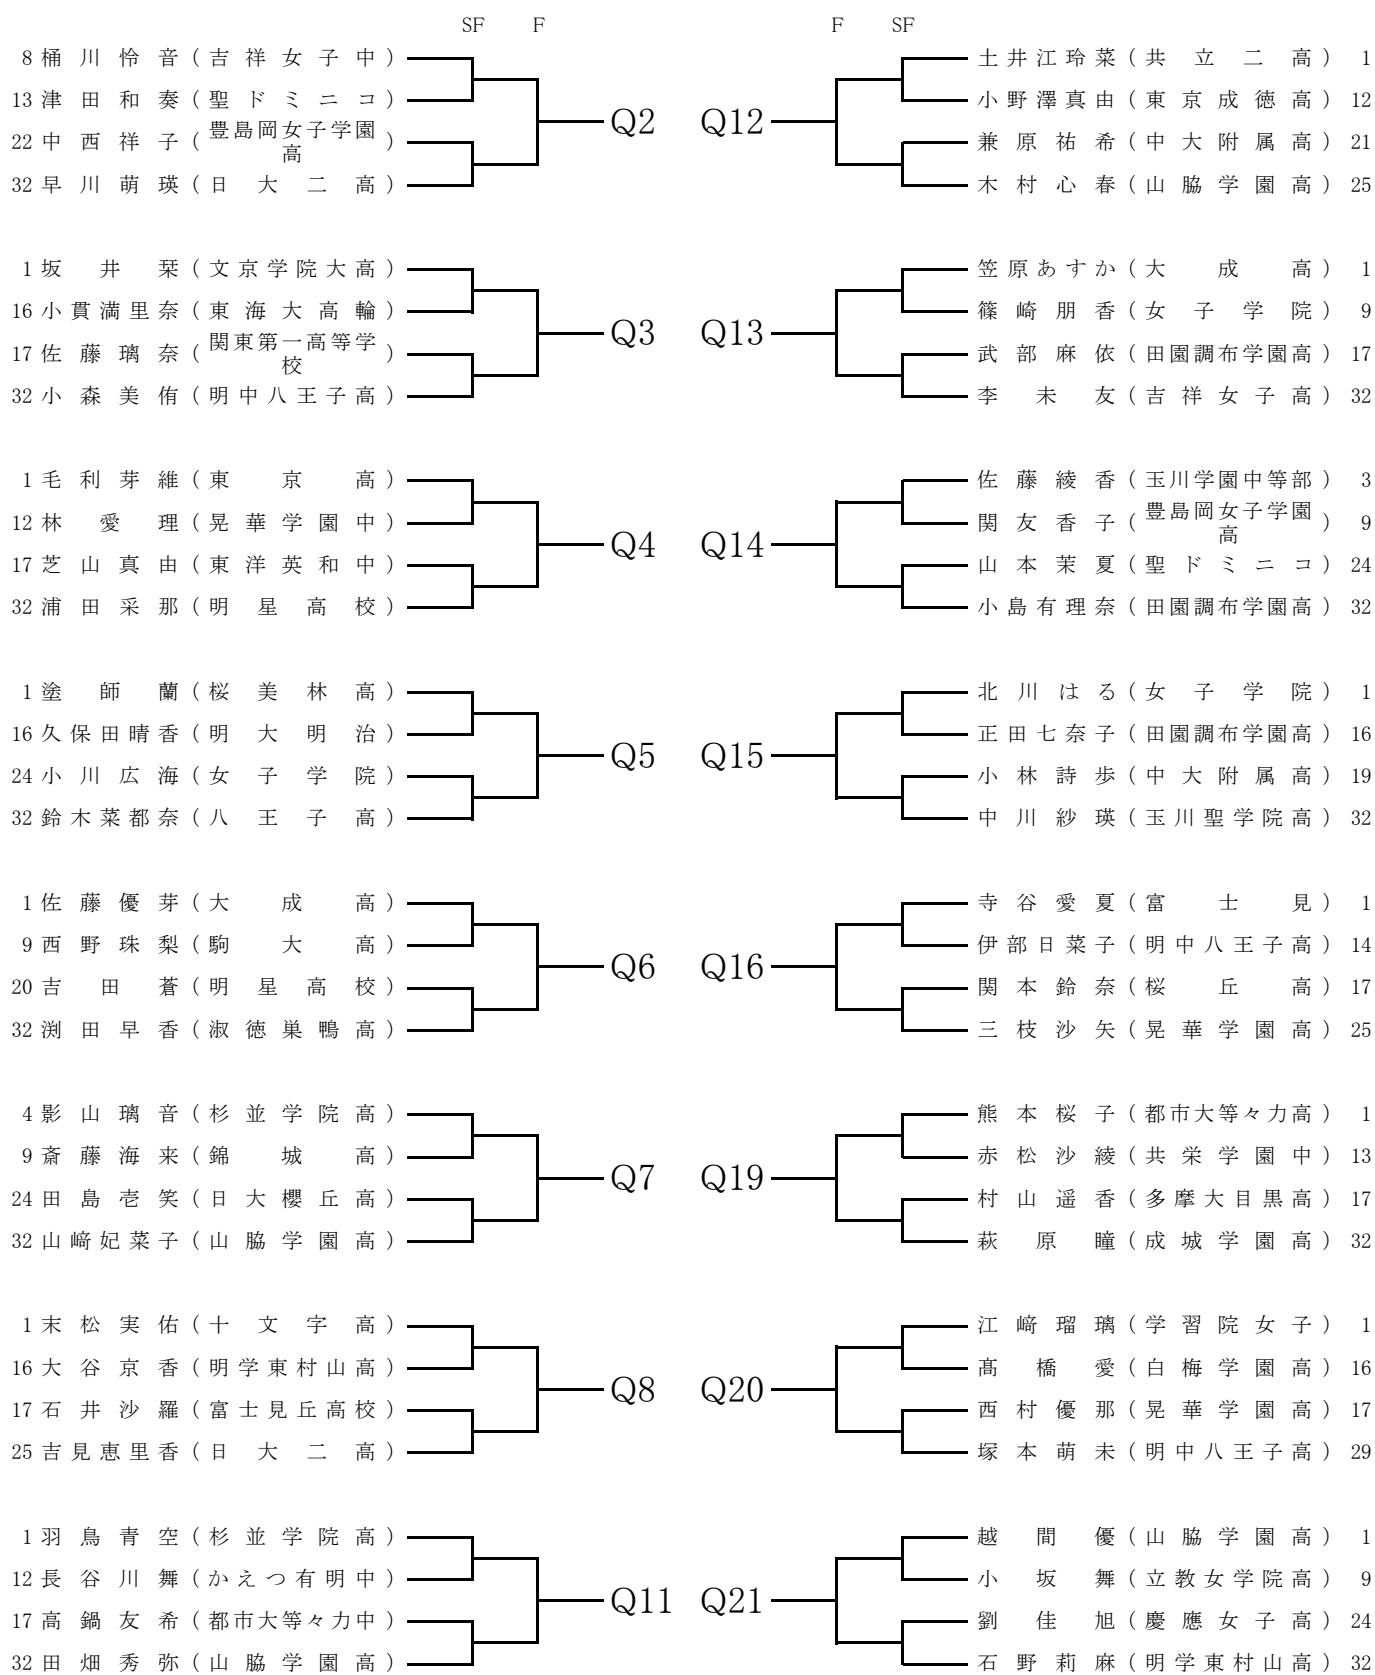 SF F
8 桶川怜音（吉祥女子中）
13 津田和奏（聖ドミニコ）
22 中西祥子（豊島岡女子学園高）
32 早川萌瑛（日大二高）
Q2
1 坂井栞（文京学院大高）
16 小貫満里奈（東海大高輪）
17 佐藤璃奈（関東第一高等学校）
32 小森美侑（明中八王子高）
Q3
1 毛利芽維（東京高）
12 林愛理（晃華学園中）
17 芝山真由（東洋英和中）
32 浦田采那（明星高校）
Q4
1 塗師蘭（桜美林高）
16 久保田晴香（明大明治）
24 小川広海（女子学院）
32 鈴木菜都奈（八王子高）
Q5
1 佐藤優芽（大成高）
9 西野珠梨（駒大高）
20 吉田蒼（明星高校）
32 渕田早香（淑徳巣鴨高）
Q6
4 影山璃音（杉並学院高）
9 斎藤海来（錦城高）
24 田島壱笑（日大櫻丘高）
32 山﨑妃菜子（山脇学園高）
Q7
1 末松実佑（十文字高）
16 大谷京香（明学東村山高）
17 石井沙羅（富士見丘高校）
25 吉見恵里香（日大二高）
Q8
1 羽鳥青空（杉並学院高）
12 長谷川舞（かえつ有明中）
17 高鍋友希（都市大等々力中）
32 田畑秀弥（山脇学園高）
Q11
F SF
土井江玲菜（共立二高） 1
小野澤真由（東京成徳高） 12
兼原祐希（中大附属高） 21
木村心春（山脇学園高） 25
Q12
笠原あすか（大成高） 1
篠崎朋香（女子学院） 9
武部麻依（田園調布学園高） 17
李未友（吉祥女子高） 32
Q13
佐藤綾香（玉川学園中等部） 3
関友香子（豊島岡女子学園高） 9
山本茉夏（聖ドミニコ） 24
小島有理奈（田園調布学園高） 32
Q14
北川はる（女子学院） 1
正田七奈子（田園調布学園高） 16
小林詩歩（中大附属高） 19
中川紗瑛（玉川聖学院高） 32
Q15
寺谷愛夏（富士見） 1
伊部日菜子（明中八王子高） 14
関本鈴奈（桜丘高） 17
三枝沙矢（晃華学園高） 25
Q16
熊本桜子（都市大等々力高） 1
赤松沙綾（共栄学園中） 13
村山遥香（多摩大目黒高） 17
萩原瞳（成城学園高） 32
Q19
江﨑瑠璃（学習院女子） 1
髙橋愛（白梅学園高） 16
西村優那（晃華学園高） 17
塚本萌未（明中八王子高） 29
Q20
越間優（山脇学園高） 1
小坂舞（立教女学院高） 9
劉佳旭（慶應女子高） 24
石野莉麻（明学東村山高） 32
Q21